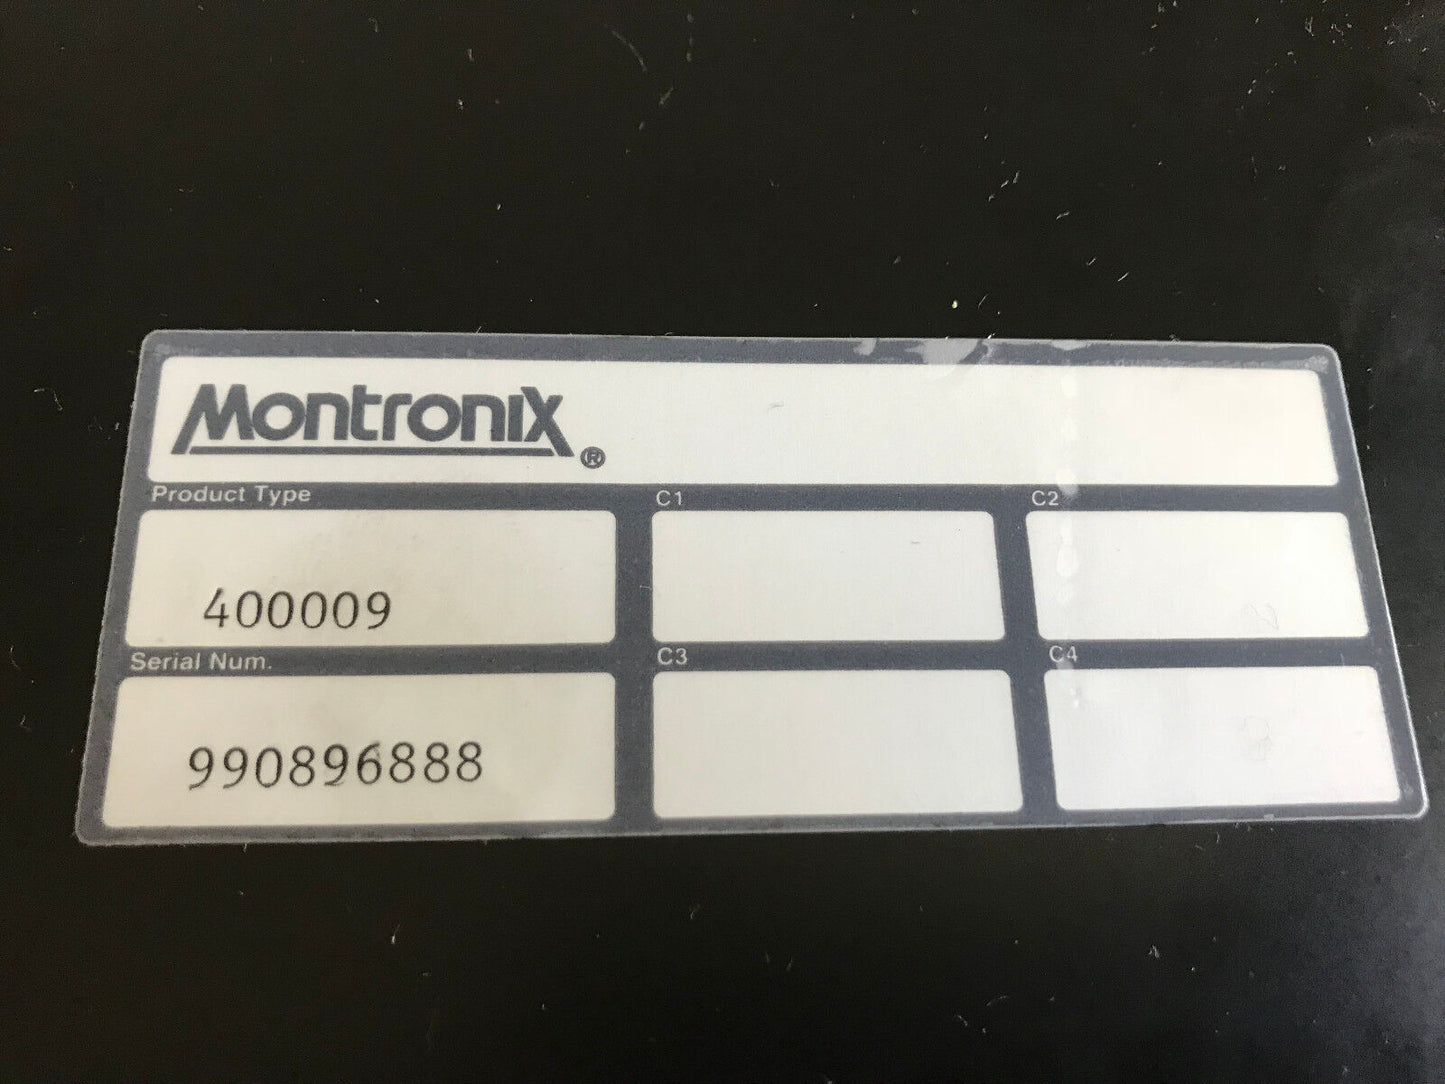 Montronix ®
Product Type
C1
C2
400009
Serial Num.
C3
C4
990896888